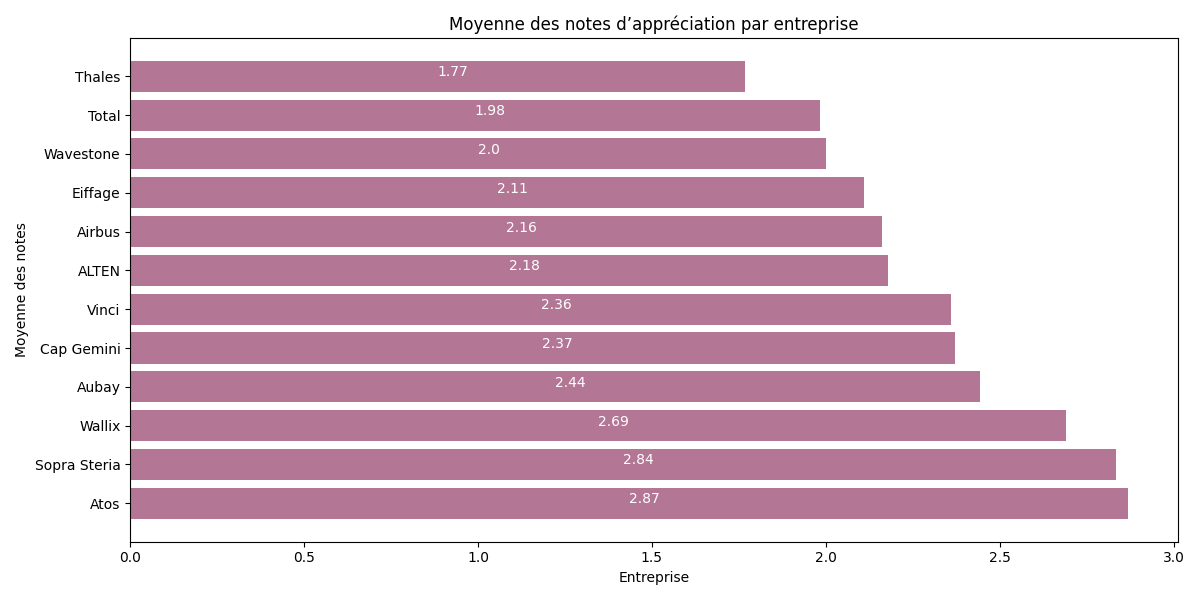 Moyenne des notes d’appréciation par entreprise
Thales 1.77
Total 1.98
Wavestone 2.0
Eiffage 2.11
Airbus 2.16
ALTEN 2.18
Vinci 2.36
Cap Gemini 2.37
Aubay 2.44
Wallix 2.69
Sopra Steria 2.84
Atos 2.87
Moyenne des notes
0.0 0.5 1.0 1.5 2.0 2.5 3.0
Entreprise